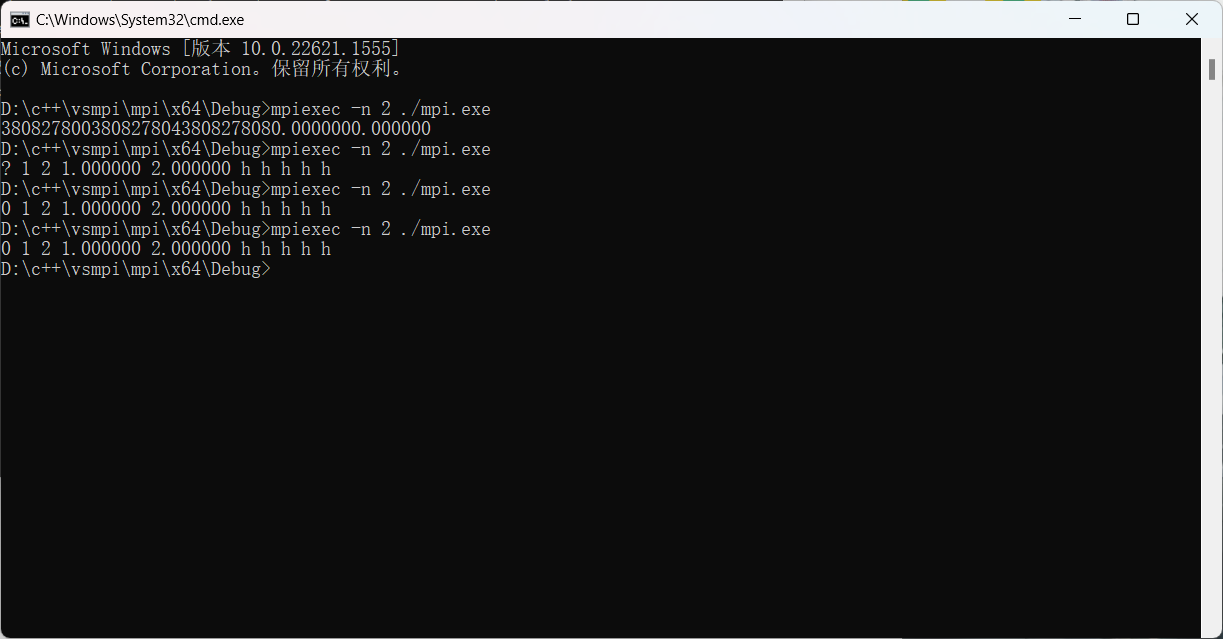 C:\Windows\System32\cmd.exe
Microsoft Windows [版本 10.0.22621.1555]
(c) Microsoft Corporation。保留所有权利。
D:\c++\vsmpi\mpi\x64\Debug>mpiexec -n 2 ./mpi.exe
3808278003808278043808278080.0000000.000000
D:\c++\vsmpi\mpi\x64\Debug>mpiexec -n 2 ./mpi.exe
? 1 2 1.000000 2.000000 h h h h h
D:\c++\vsmpi\mpi\x64\Debug>mpiexec -n 2 ./mpi.exe
0 1 2 1.000000 2.000000 h h h h h
D:\c++\vsmpi\mpi\x64\Debug>mpiexec -n 2 ./mpi.exe
0 1 2 1.000000 2.000000 h h h h h
D:\c++\vsmpi\mpi\x64\Debug>